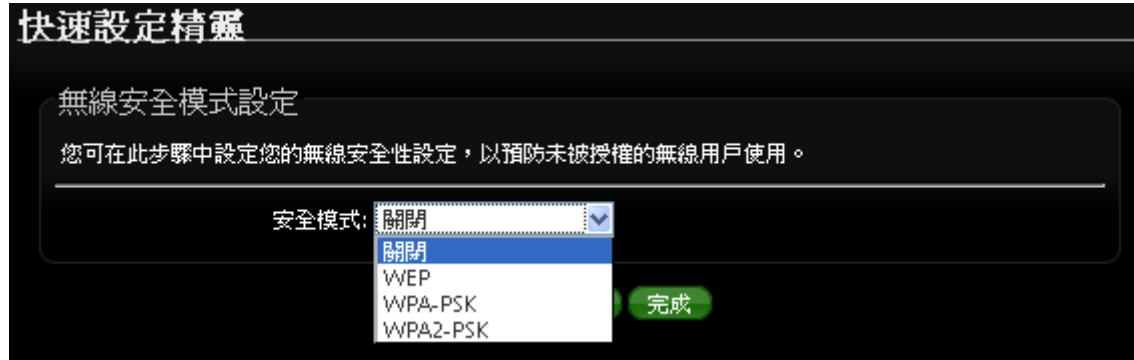 快速設定精靈
無線安全模式設定
您可在此步驟中設定您的無線安全性設定，以預防未被授權的無線用戶使用。
安全模式: 關閉
關閉
WEP
WPA-PSK
完成
WPA2-PSK